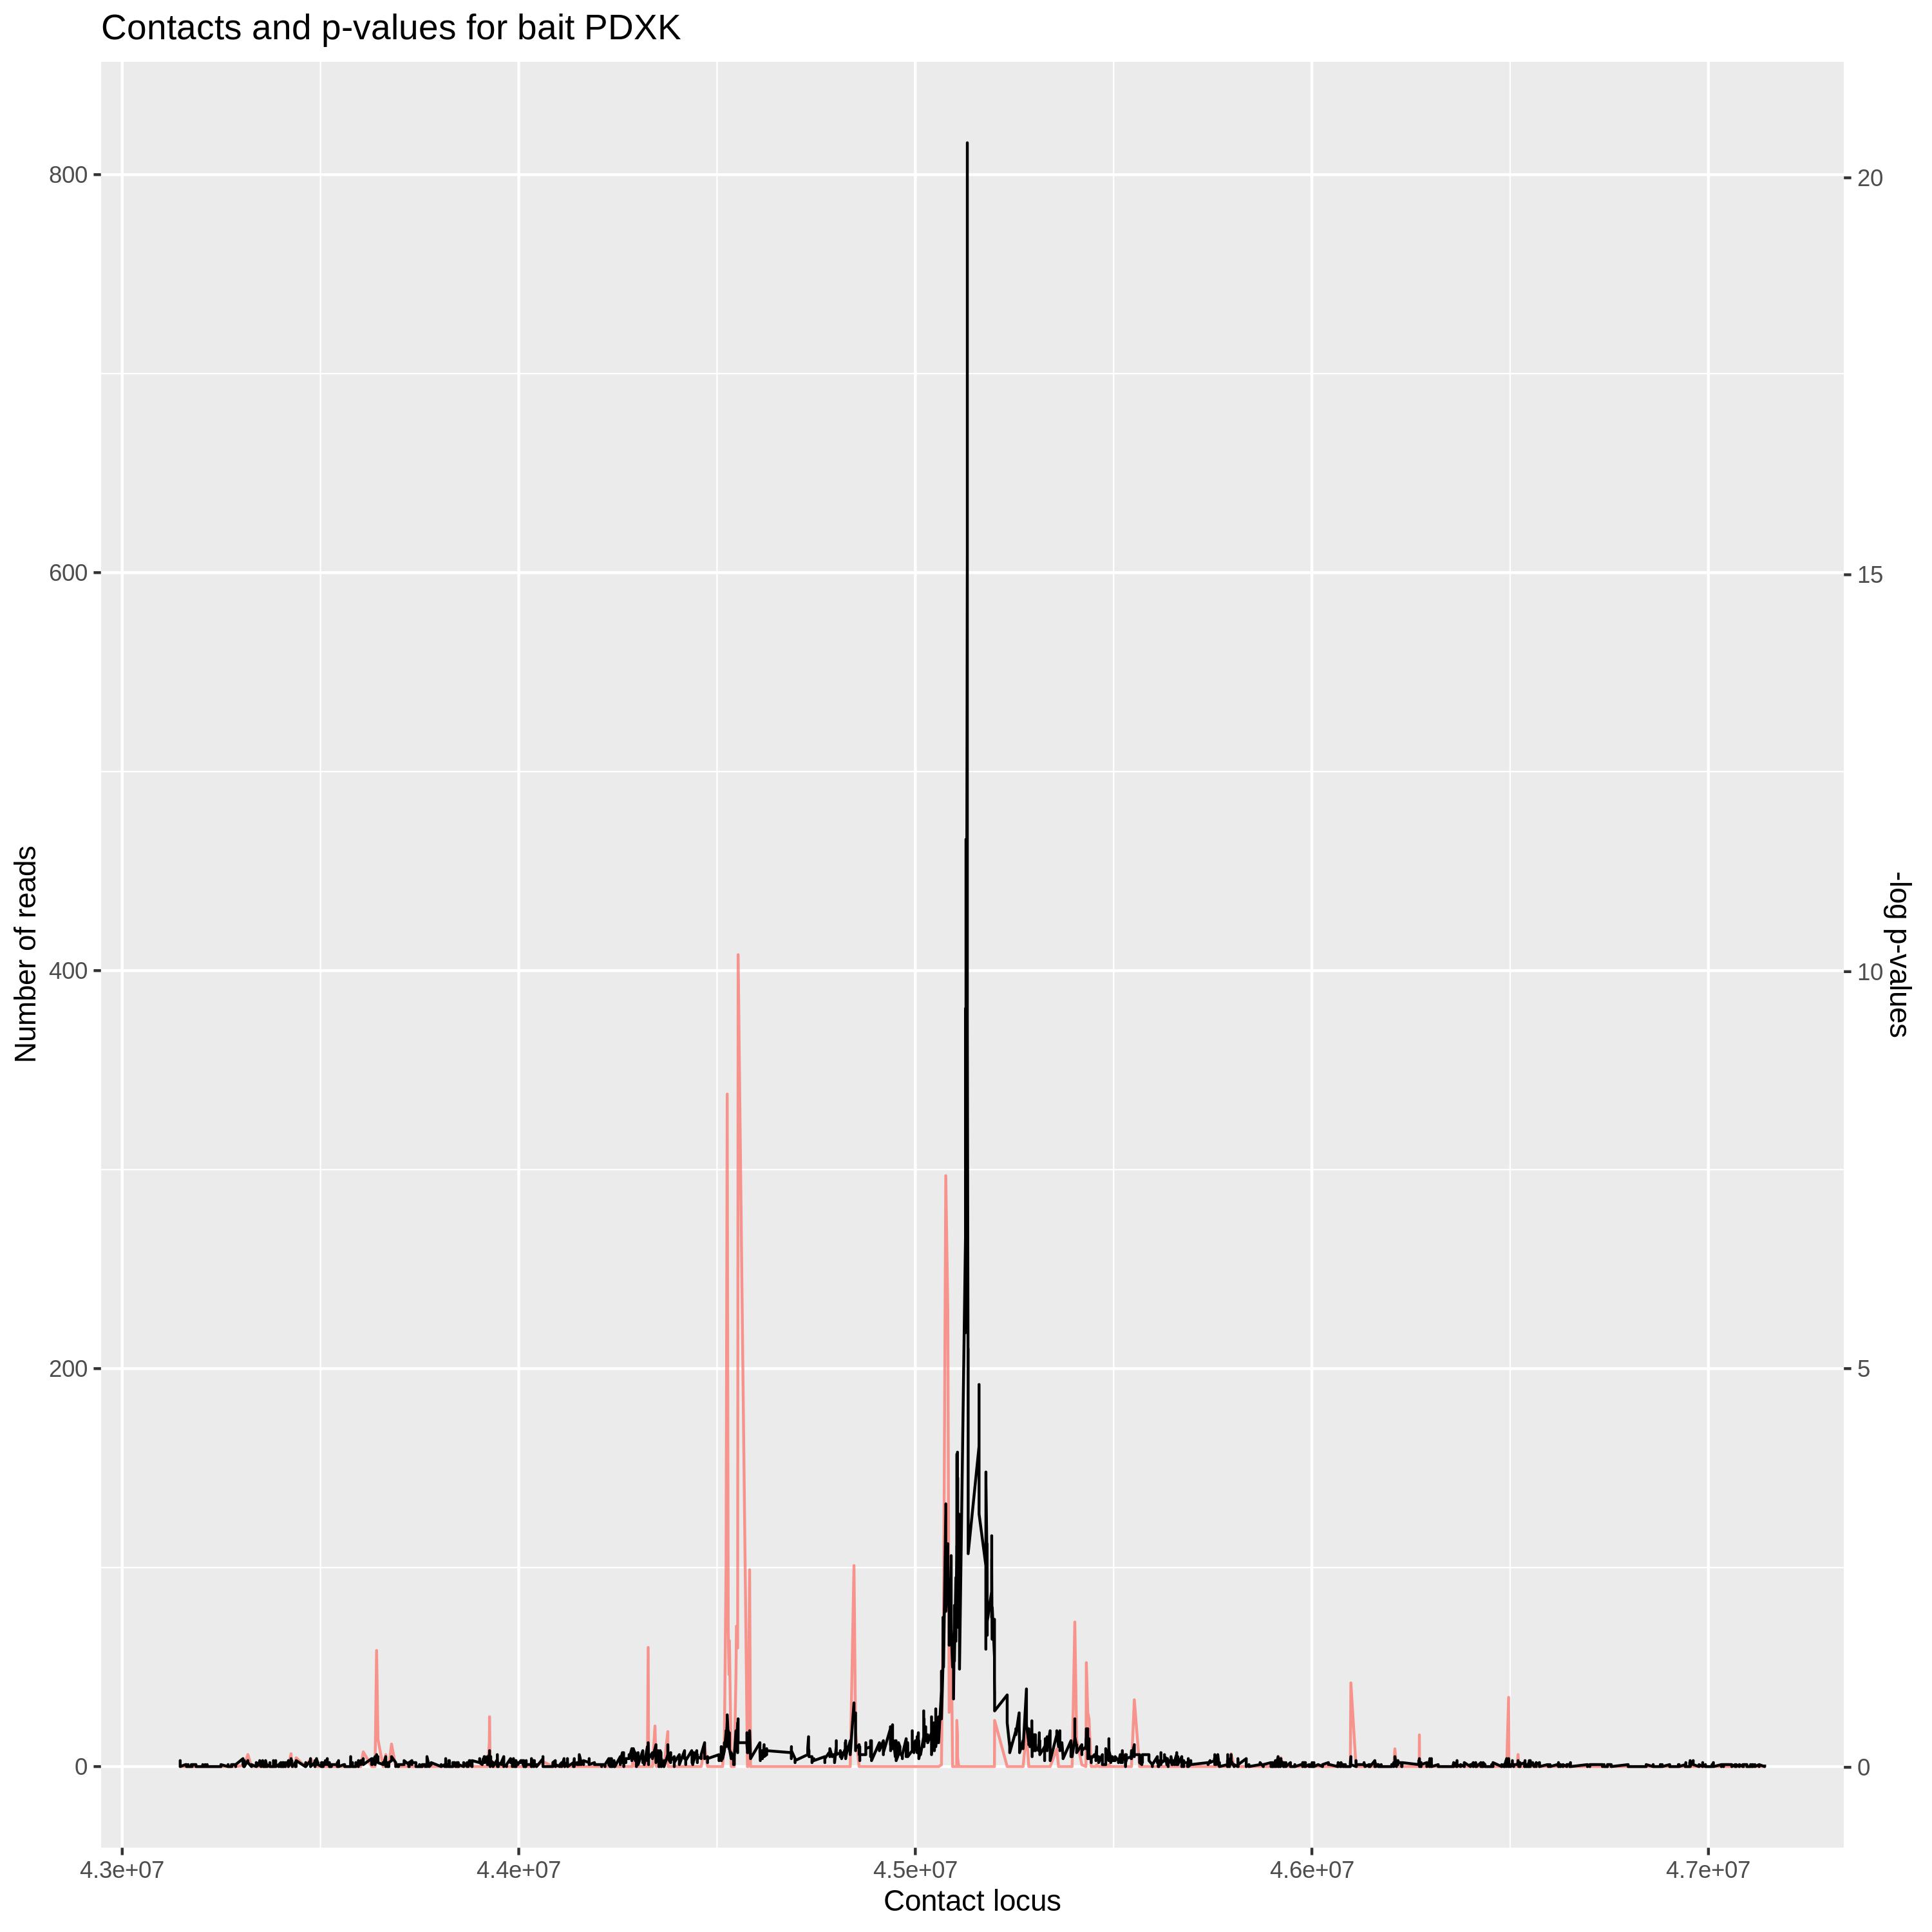 Contacts and p-values for bait PDXK
800
600
400
200
0
Number of reads
20
15
10
5
0
-log p-values
4.3e+07
4.4e+07
4.5e+07
4.6e+07
4.7e+07
Contact locus